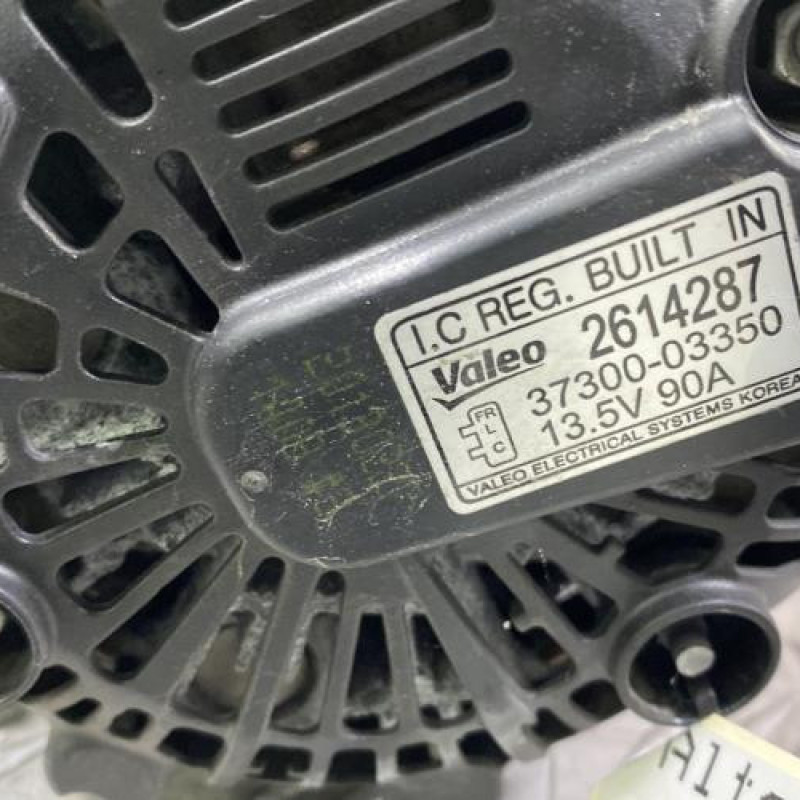 I.C REG. BUILT IN
Valeo 2614287
37300-03350
FR
L
C
13.5V 90A
VALEO ELECTRICAL SYSTEMS KOREA